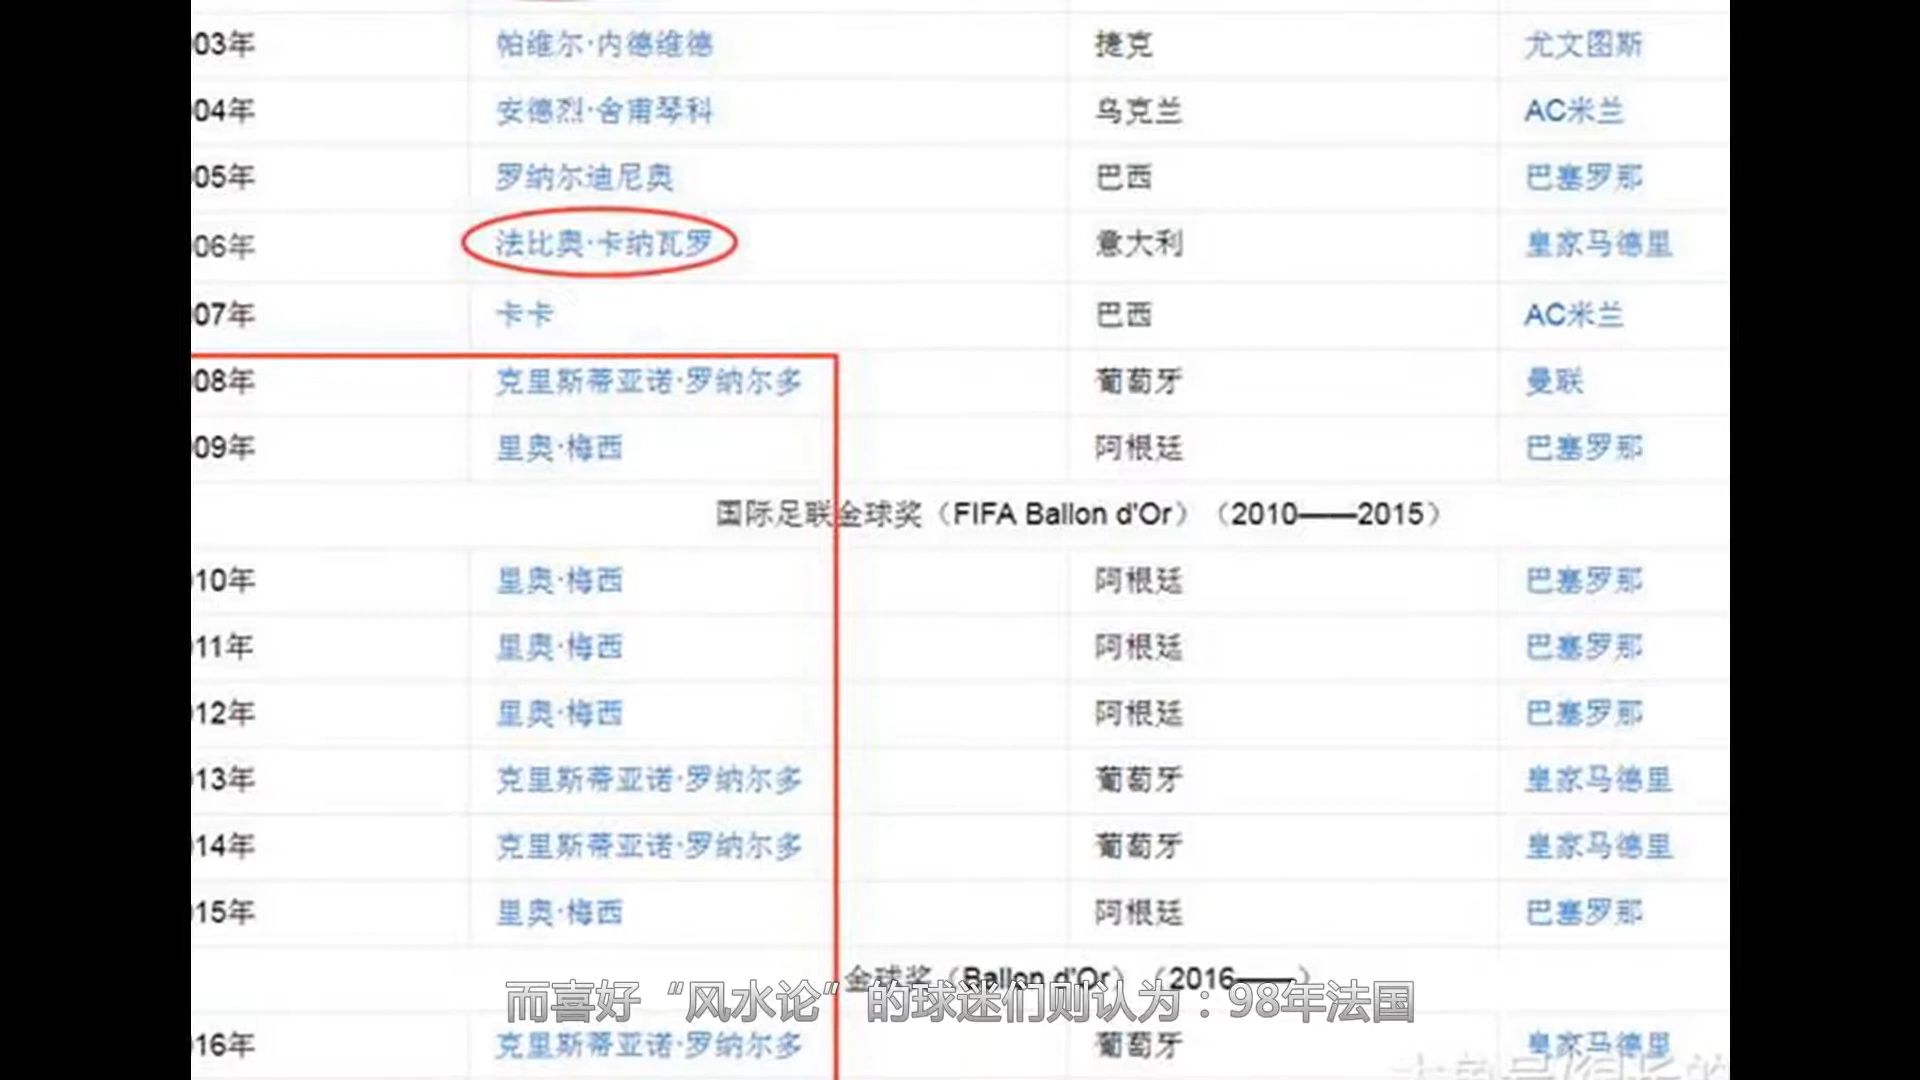 03年 帕维尔·内德维德 捷克 尤文图斯
04年 安德烈·舍甫琴科 乌克兰 AC米兰
05年 罗纳尔迪尼奥 巴西 巴塞罗那
06年 法比奥·卡纳瓦罗 意大利 皇家马德里
07年 卡卡 巴西 AC米兰
08年 克里斯蒂亚诺·罗纳尔多 葡萄牙 曼联
09年 里奥·梅西 阿根廷 巴塞罗那
国际足联金球奖（FIFA Ballon d'Or）（2010——2015）
10年 里奥·梅西 阿根廷 巴塞罗那
11年 里奥·梅西 阿根廷 巴塞罗那
12年 里奥·梅西 阿根廷 巴塞罗那
13年 克里斯蒂亚诺·罗纳尔多 葡萄牙 皇家马德里
14年 克里斯蒂亚诺·罗纳尔多 葡萄牙 皇家马德里
15年 里奥·梅西 阿根廷 巴塞罗那
金球奖（Ballon d'Or）（2016——）
而喜好“风水论”的球迷们则认为：98年法国
16年 克里斯蒂亚诺·罗纳尔多 葡萄牙 皇家马德里